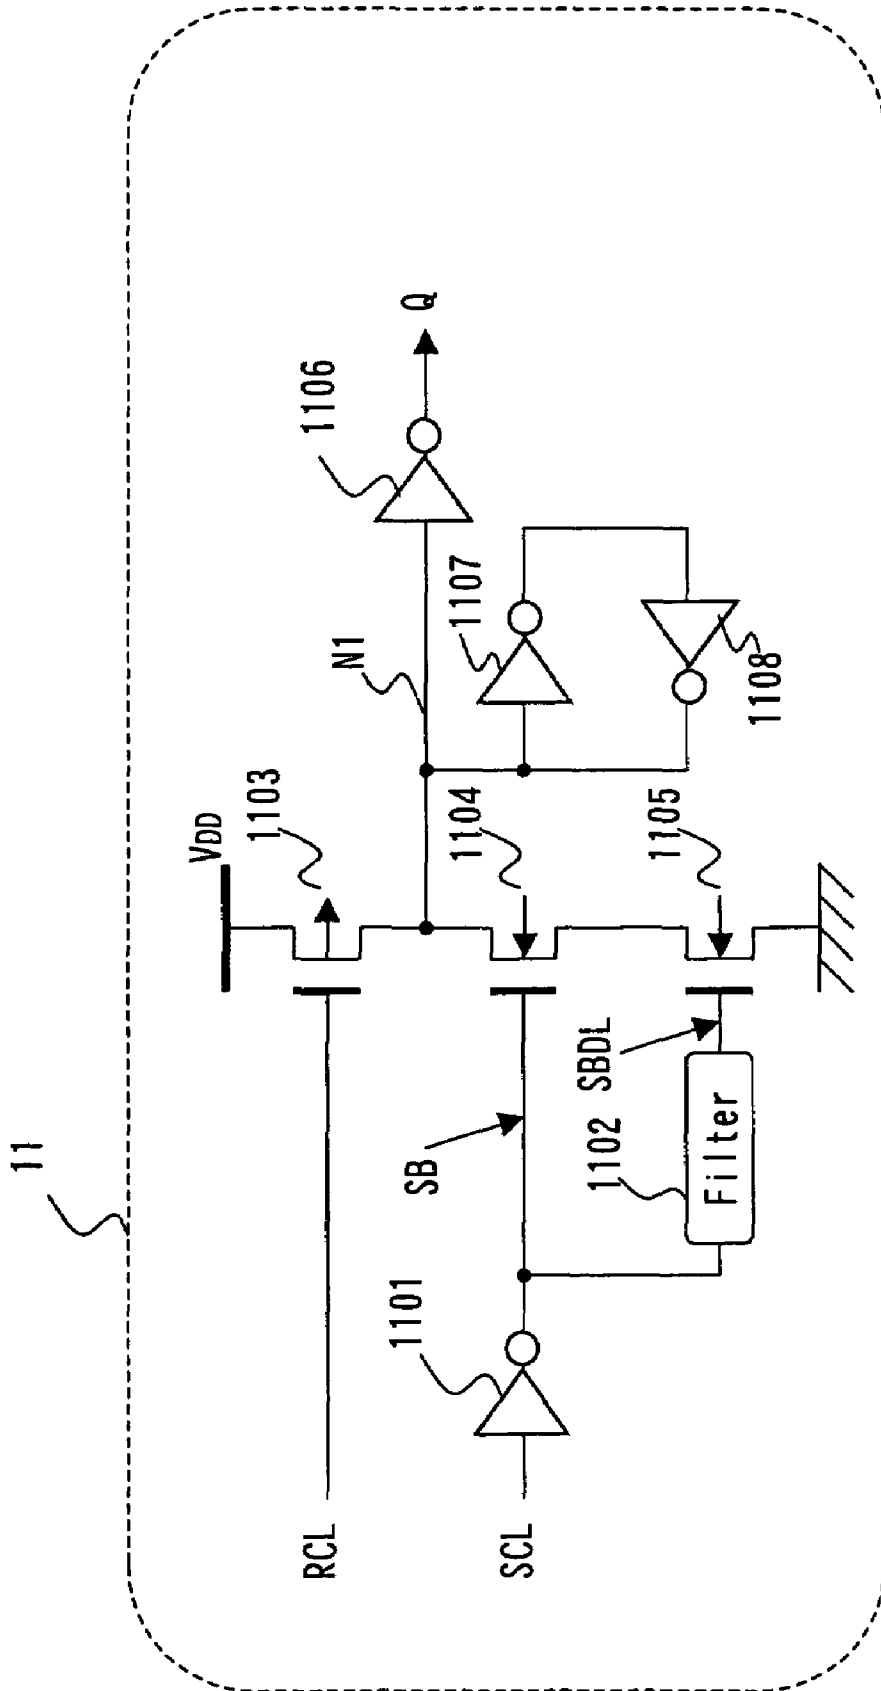 11
VDD
1103
RCL
N1
1106
Q
1104
1107
SB
1101
SCL
1105
1108
SBDL
1102
Filter